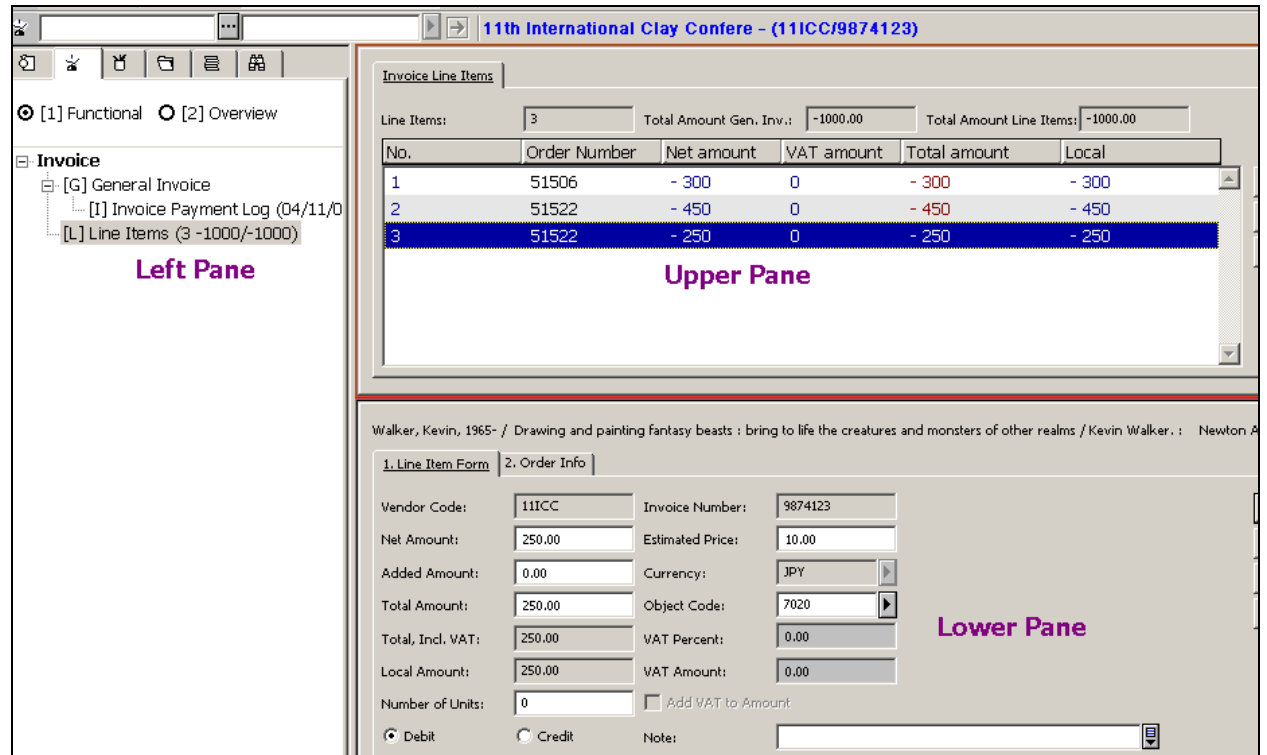 11th International Clay Confere - (11ICC/9874123)
[1] Functional [2] Overview
Invoice
[G] General Invoice
[I] Invoice Payment Log (04/11/0
[L] Line Items (3 -1000/-1000)
Left Pane
Invoice Line Items
Line Items: 3 Total Amount Gen. Inv.: -1000.00 Total Amount Line Items: -1000.00
No. Order Number Net amount VAT amount Total amount Local
1 51506 - 300 0 - 300 - 300
2 51522 - 450 0 - 450 - 450
3 51522 - 250 0 - 250 - 250
Upper Pane
Walker, Kevin, 1965- / Drawing and painting fantasy beasts : bring to life the creatures and monsters of other realms / Kevin Walker. : Newton A
1. Line Item Form 2. Order Info
Vendor Code: 11ICC Invoice Number: 9874123
Net Amount: 250.00 Estimated Price: 10.00
Added Amount: 0.00 Currency: JPY
Total Amount: 250.00 Object Code: 7020
Total, Incl. VAT: 250.00 VAT Percent: 0.00
Local Amount: 250.00 VAT Amount: 0.00
Number of Units: 0 Add VAT to Amount
Debit Credit Note:
Lower Pane